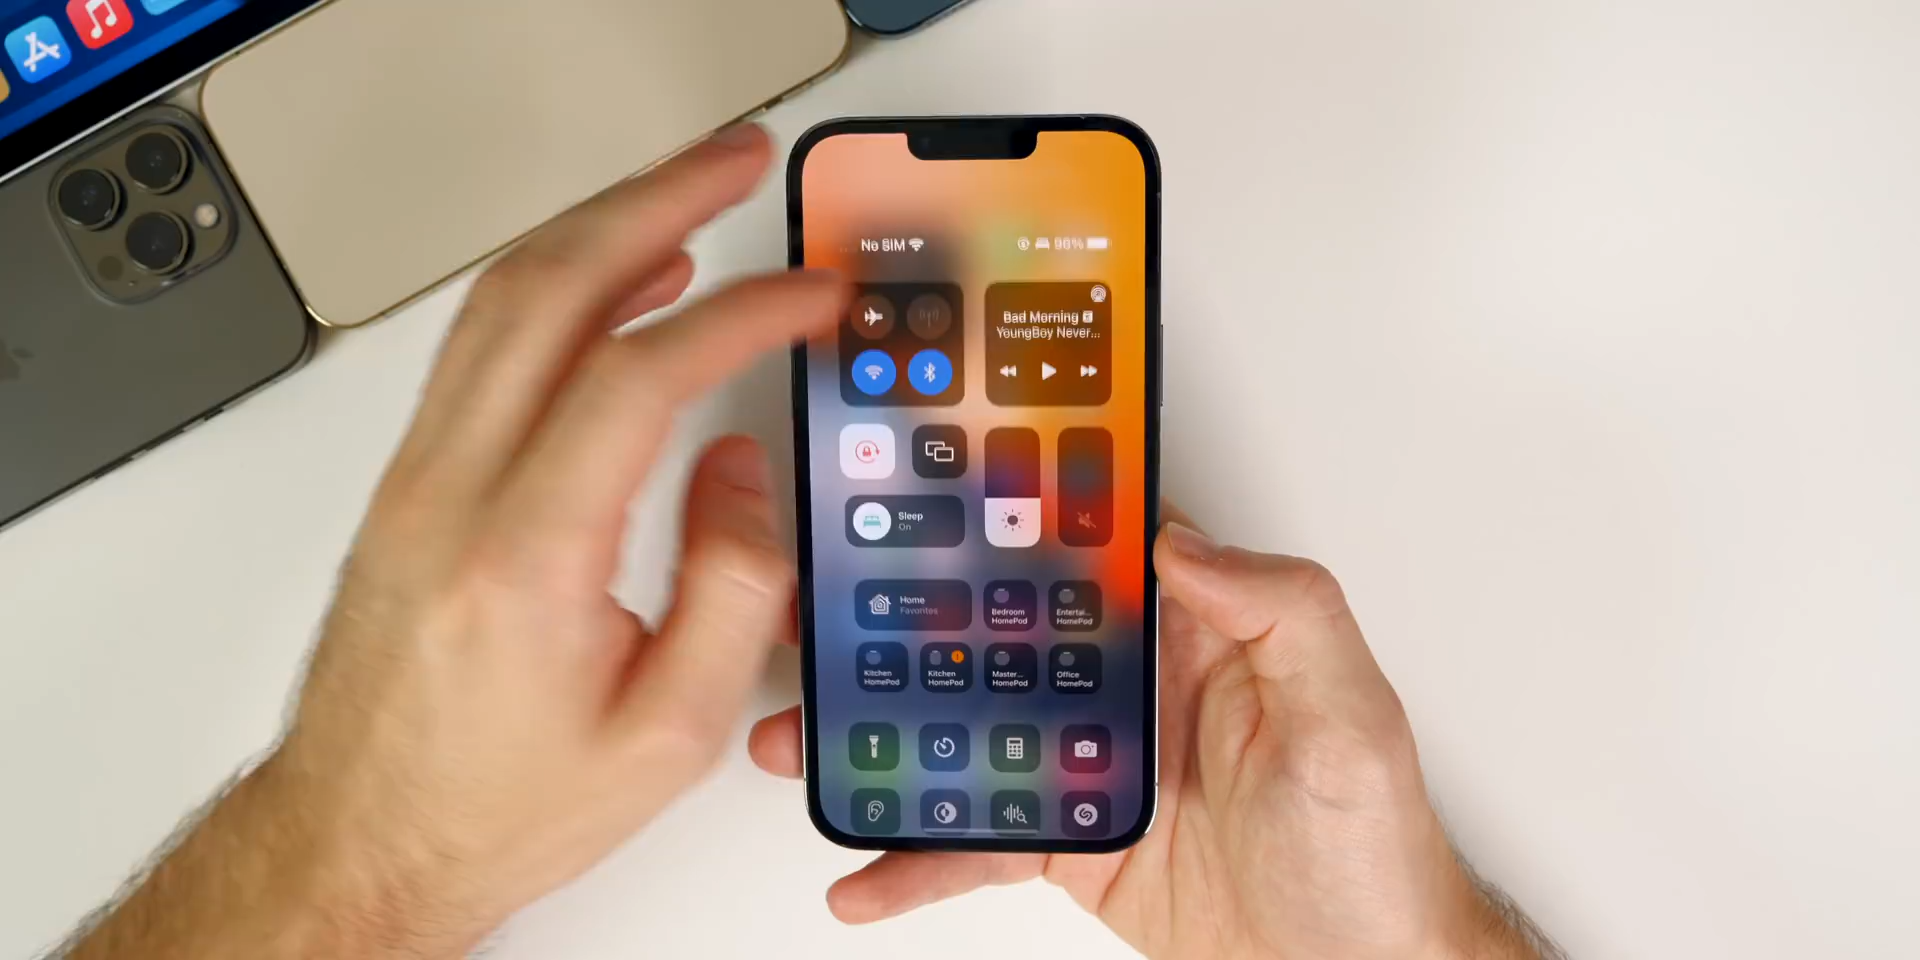 No SIM 96%
Bad Morning E
YoungBoy Never...
Sleep
On
Home
Favorites
Bedroom
HomePod
Entertai...
HomePod
Kitchen
HomePod
Kitchen
HomePod
Master...
HomePod
Office
HomePod